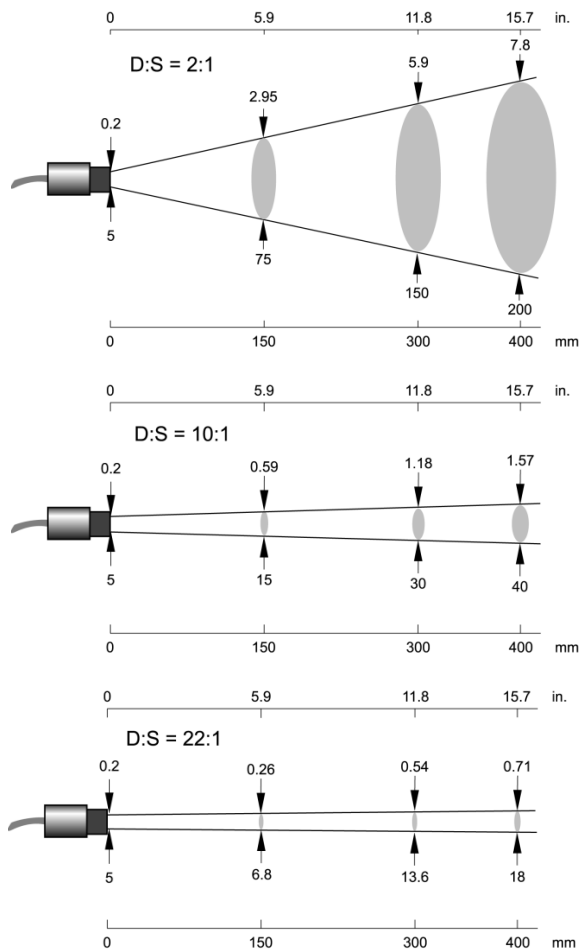 0 5.9 11.8 15.7 in.
7.8
D:S = 2:1
5.9
2.95
0.2
5
75
150
200
0 150 300 400 mm
0 5.9 11.8 15.7 in.
D:S = 10:1
0.2 0.59 1.18 1.57
5 15 30 40
0 150 300 400 mm
0 5.9 11.8 15.7 in.
D:S = 22:1
0.2 0.26 0.54 0.71
5 6.8 13.6 18
0 150 300 400 mm